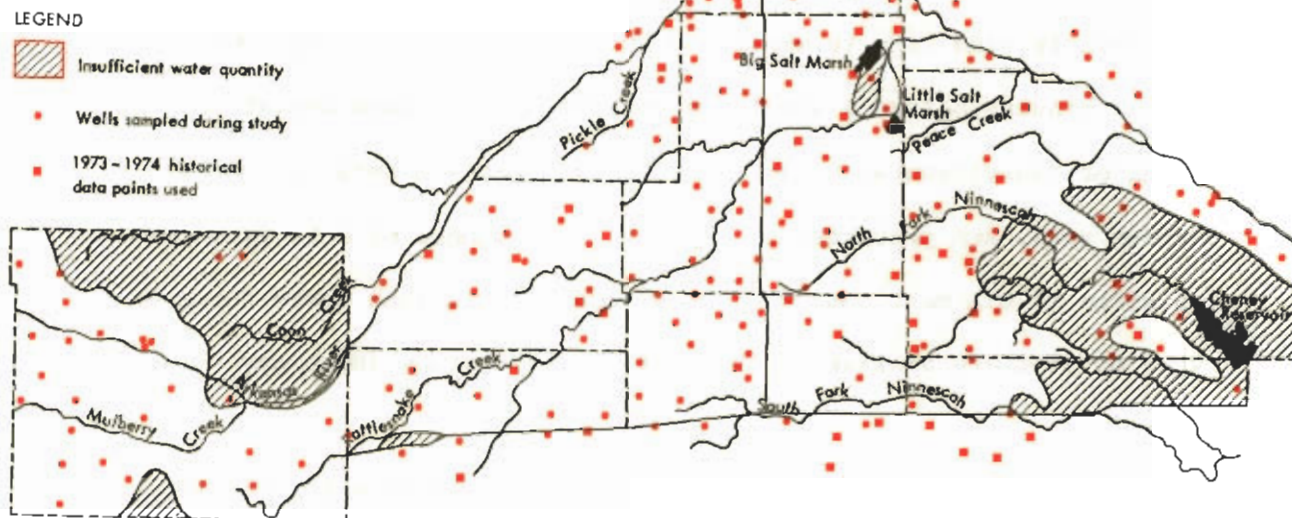 LEGEND
Insufficient water quantity
Wells sampled during study
1973-1974 historical
data points used
Big Salt Marsh
Little Salt
Marsh
Peace Creek
Pickle Creek
North Fork Ninnescah
Cheney
Reservoir
Coon Creek
Arkansas River
Mulberry Creek
Rattlesnake Creek
South Fork Ninnescah